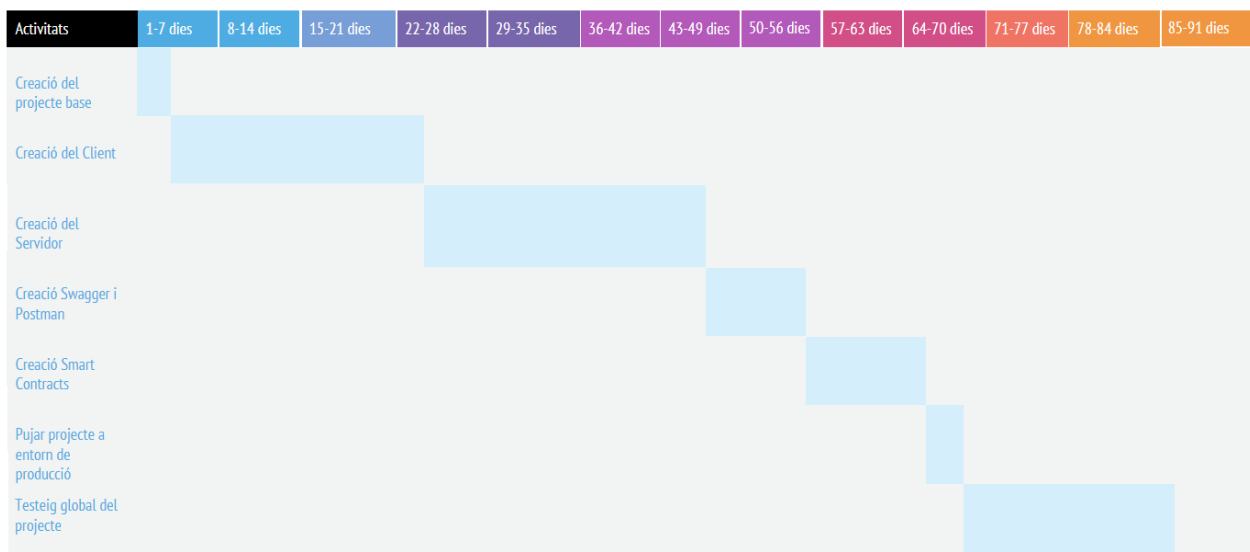 Activitats 1-7 dies 8-14 dies 15-21 dies 22-28 dies 29-35 dies 36-42 dies 43-49 dies 50-56 dies 57-63 dies 64-70 dies 71-77 dies 78-84 dies 85-91 dies
Creació del
projecte base
Creació del Client
Creació del
Servidor
Creació Swagger i
Postman
Creació Smart
Contracts
Pujar projecte a
entorn de
producció
Testeig global del
projecte